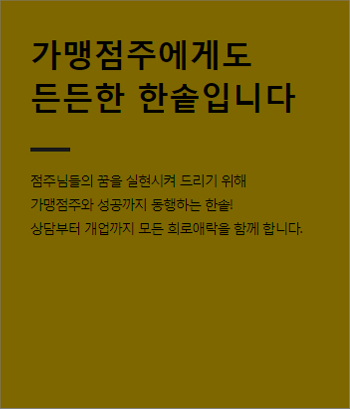 가맹점주에게도
든든한 한솥입니다
점주님들의 꿈을 실현시켜 드리기 위해
가맹점주와 성공까지 동행하는 한솥!
상담부터 개업까지 모든 희로애락을 함께 합니다.